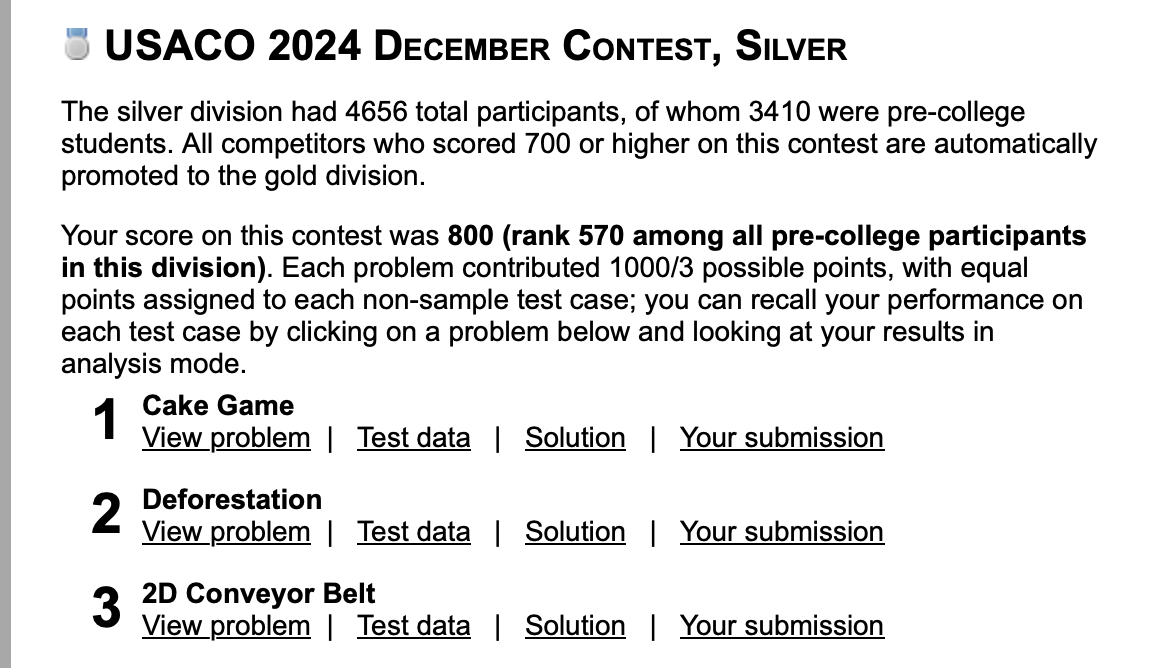 USACO 2024 December Contest, Silver
The silver division had 4656 total participants, of whom 3410 were pre-college
students. All competitors who scored 700 or higher on this contest are automatically
promoted to the gold division.
Your score on this contest was 800 (rank 570 among all pre-college participants
in this division). Each problem contributed 1000/3 possible points, with equal
points assigned to each non-sample test case; you can recall your performance on
each test case by clicking on a problem below and looking at your results in
analysis mode.
1 Cake Game
View problem | Test data | Solution | Your submission
2 Deforestation
View problem | Test data | Solution | Your submission
3 2D Conveyor Belt
View problem | Test data | Solution | Your submission